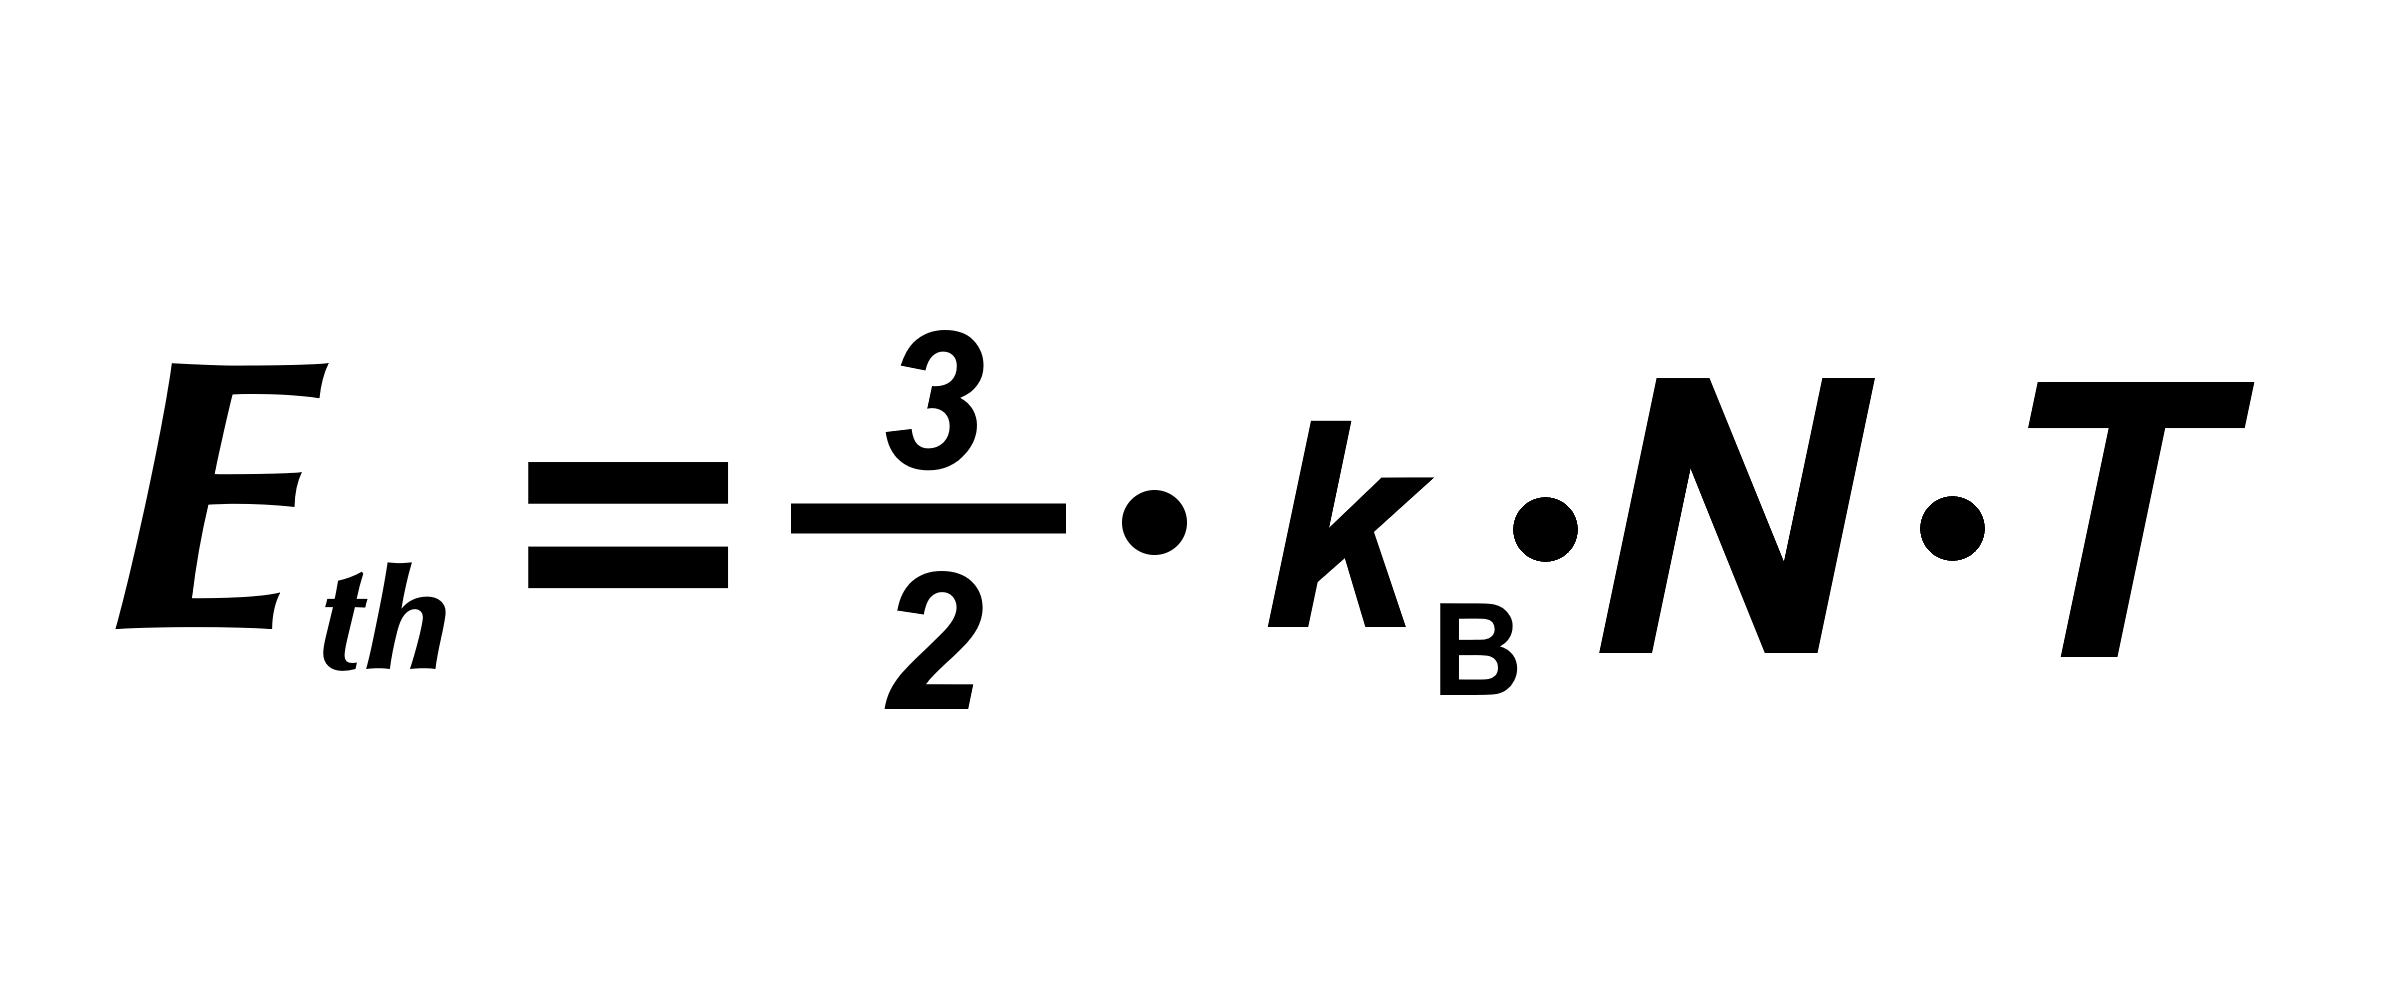 E_th = 3/2 · k_B · N · T